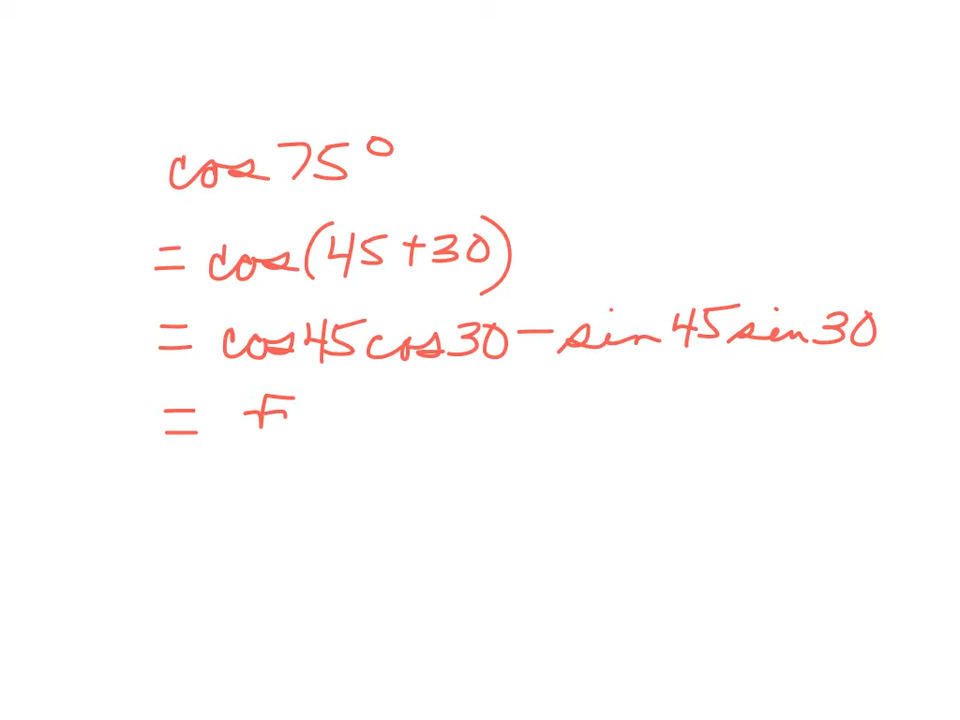 cos 75°
= cos(45+30)
= cos45cos30-sin45sin30
= √